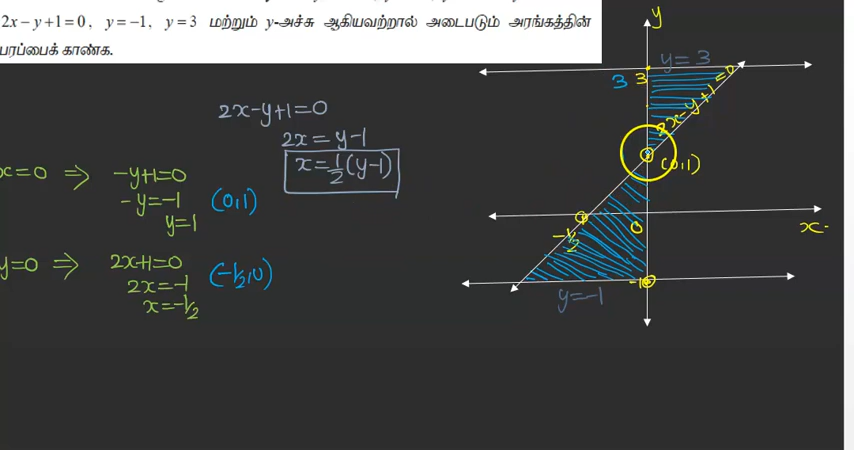 2x − y + 1 = 0, y = −1, y = 3 மற்றும் y-அச்சு ஆகியவற்றால் அடைபடும் அரங்கத்தின்
பரப்பைக் காண்க.
2x-y+1=0
2x = y-1
x = 1/2 (y-1)
x=0 ⇒ -y+1=0
-y=-1
y=1
(0,1)
y=0 ⇒ 2x+1=0
2x=-1
x=-1/2
(-1/2,0)
y
y=3
3 3
2x-y+1=0
(0,1)
-1/2
0
x
-1
y=-1